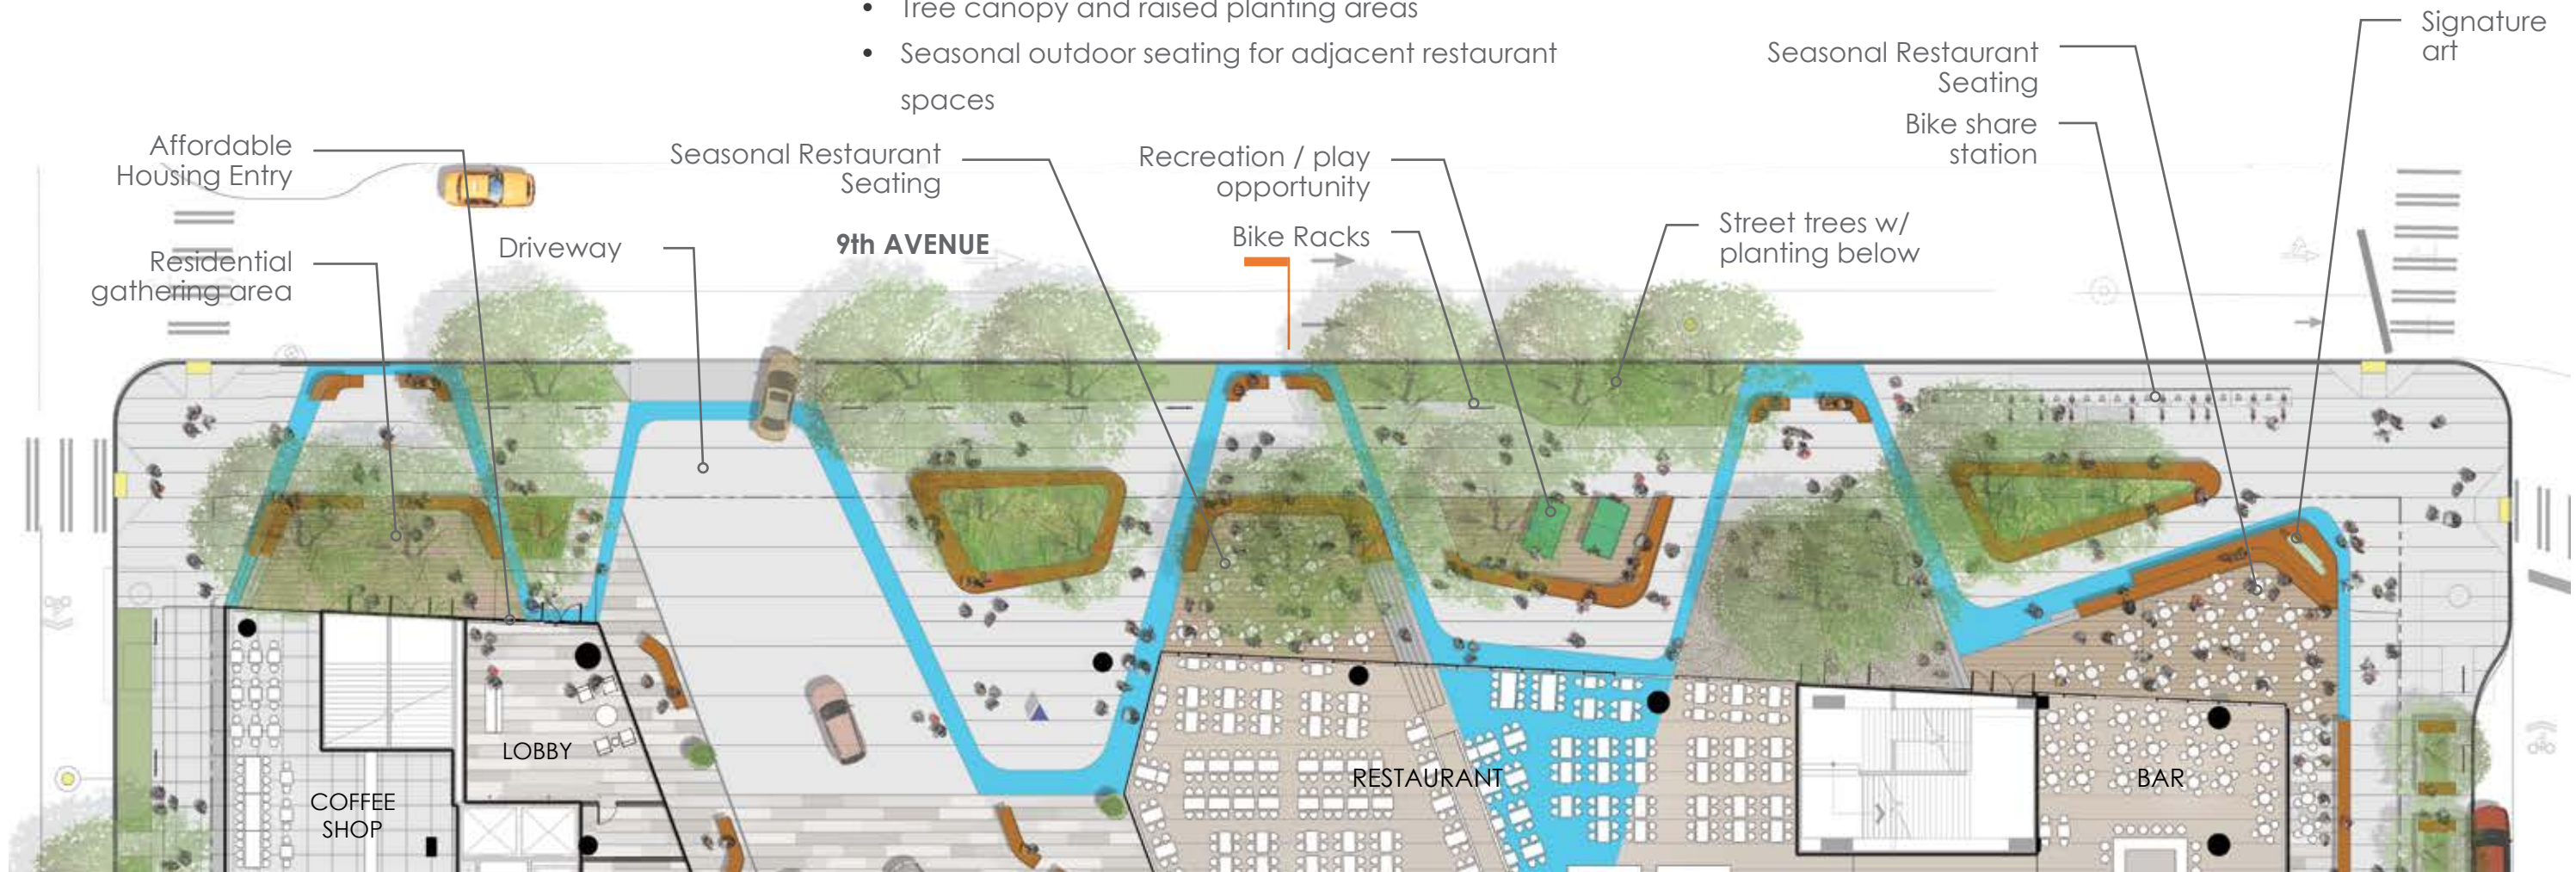 • Tree canopy and raised planting areas
• Seasonal outdoor seating for adjacent restaurant
spaces
Signature
art
Seasonal Restaurant
Seating
Bike share
station
Affordable
Housing Entry
Seasonal Restaurant
Seating
Recreation / play
opportunity
Street trees w/
planting below
Bike Racks
9th AVENUE
Driveway
Residential
gathering area
LOBBY
COFFEE
SHOP
RESTAURANT
BAR